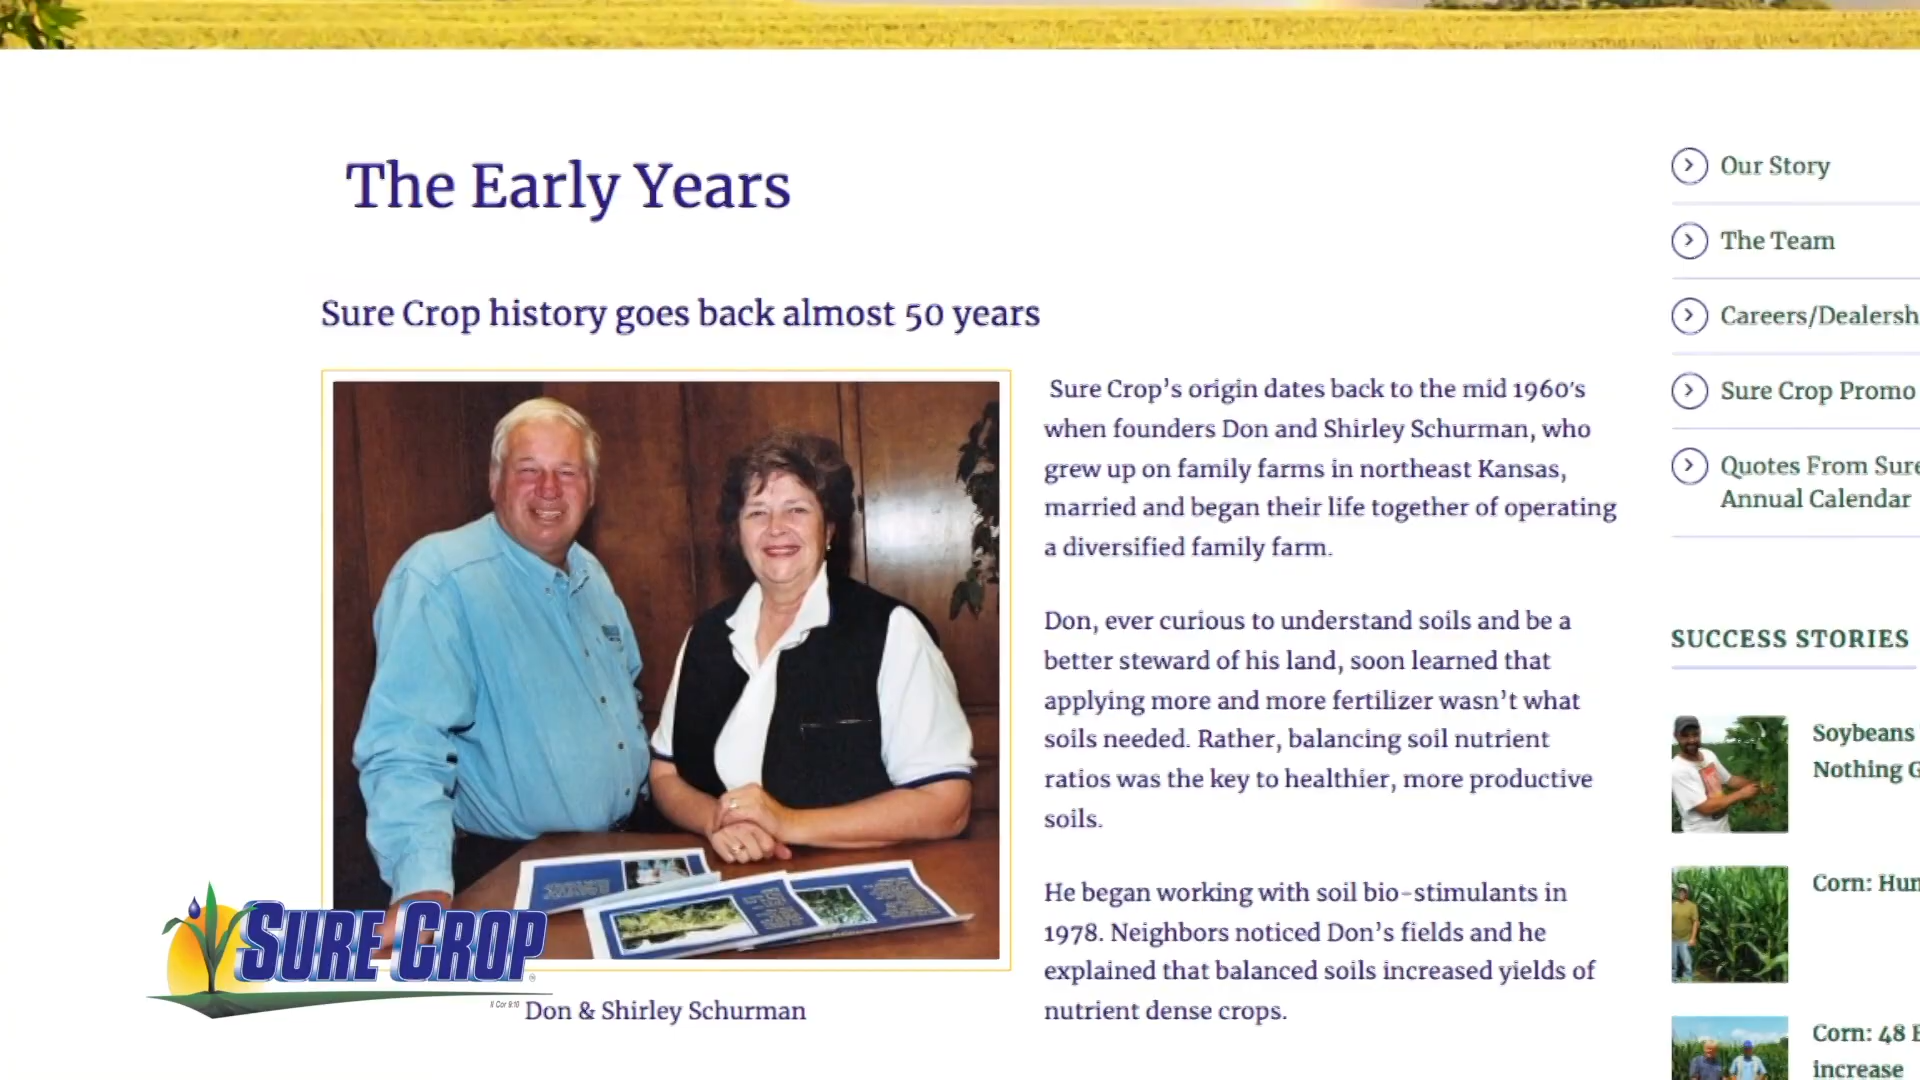 The Early Years
Sure Crop history goes back almost 50 years
Sure Crop’s origin dates back to the mid 1960's
when founders Don and Shirley Schurman, who
grew up on family farms in northeast Kansas,
married and began their life together of operating
a diversified family farm.
Don, ever curious to understand soils and be a
better steward of his land, soon learned that
applying more and more fertilizer wasn’t what
soils needed. Rather, balancing soil nutrient
ratios was the key to healthier, more productive
soils.
He began working with soil bio-stimulants in
1978. Neighbors noticed Don’s fields and he
explained that balanced soils increased yields of
nutrient dense crops.
Don & Shirley Schurman
SURE CROP®
II Cor 9:10
Our Story
The Team
Careers/Dealersh
Sure Crop Promo
Quotes From Sure
Annual Calendar
SUCCESS STORIES
Soybeans
Nothing G
Corn: Hun
Corn: 48 B
increase